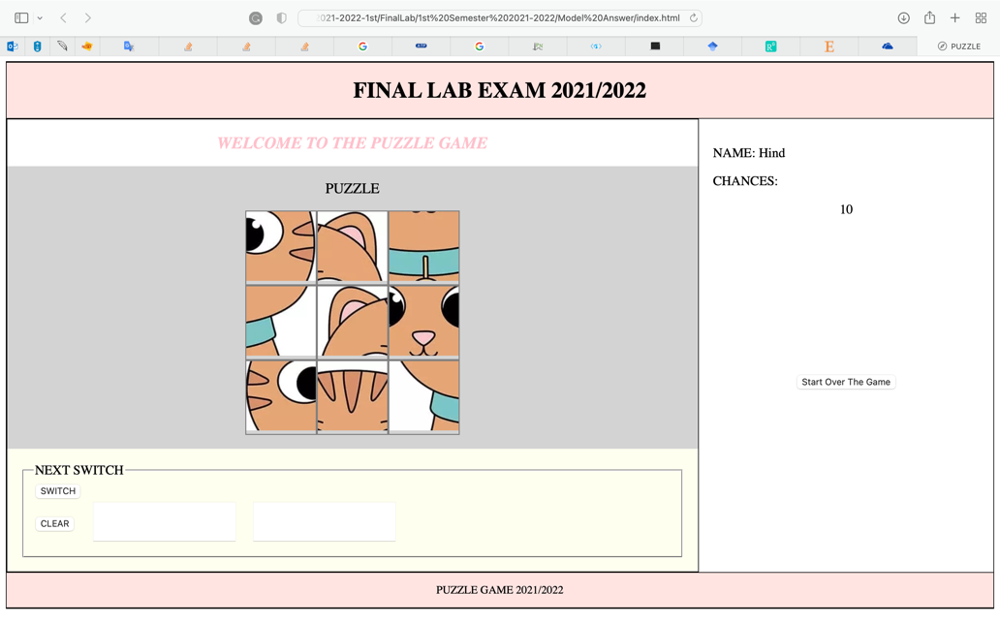 021-2022-1st/FinalLab/1st%20Semester%202021-2022/Model%20Answer/index.html
PUZZLE
FINAL LAB EXAM 2021/2022
WELCOME TO THE PUZZLE GAME
PUZZLE
NAME: Hind
CHANCES:
10
Start Over The Game
NEXT SWITCH
SWITCH
CLEAR
PUZZLE GAME 2021/2022